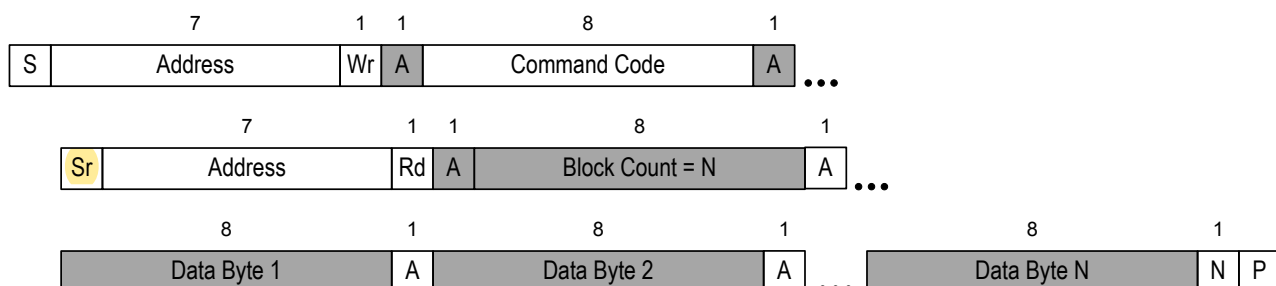 7 1 1 8 1
S Address Wr A Command Code A ...
7 1 1 8 1
Sr Address Rd A Block Count = N A ...
8 1 8 1 8 1
Data Byte 1 A Data Byte 2 A ... Data Byte N N P